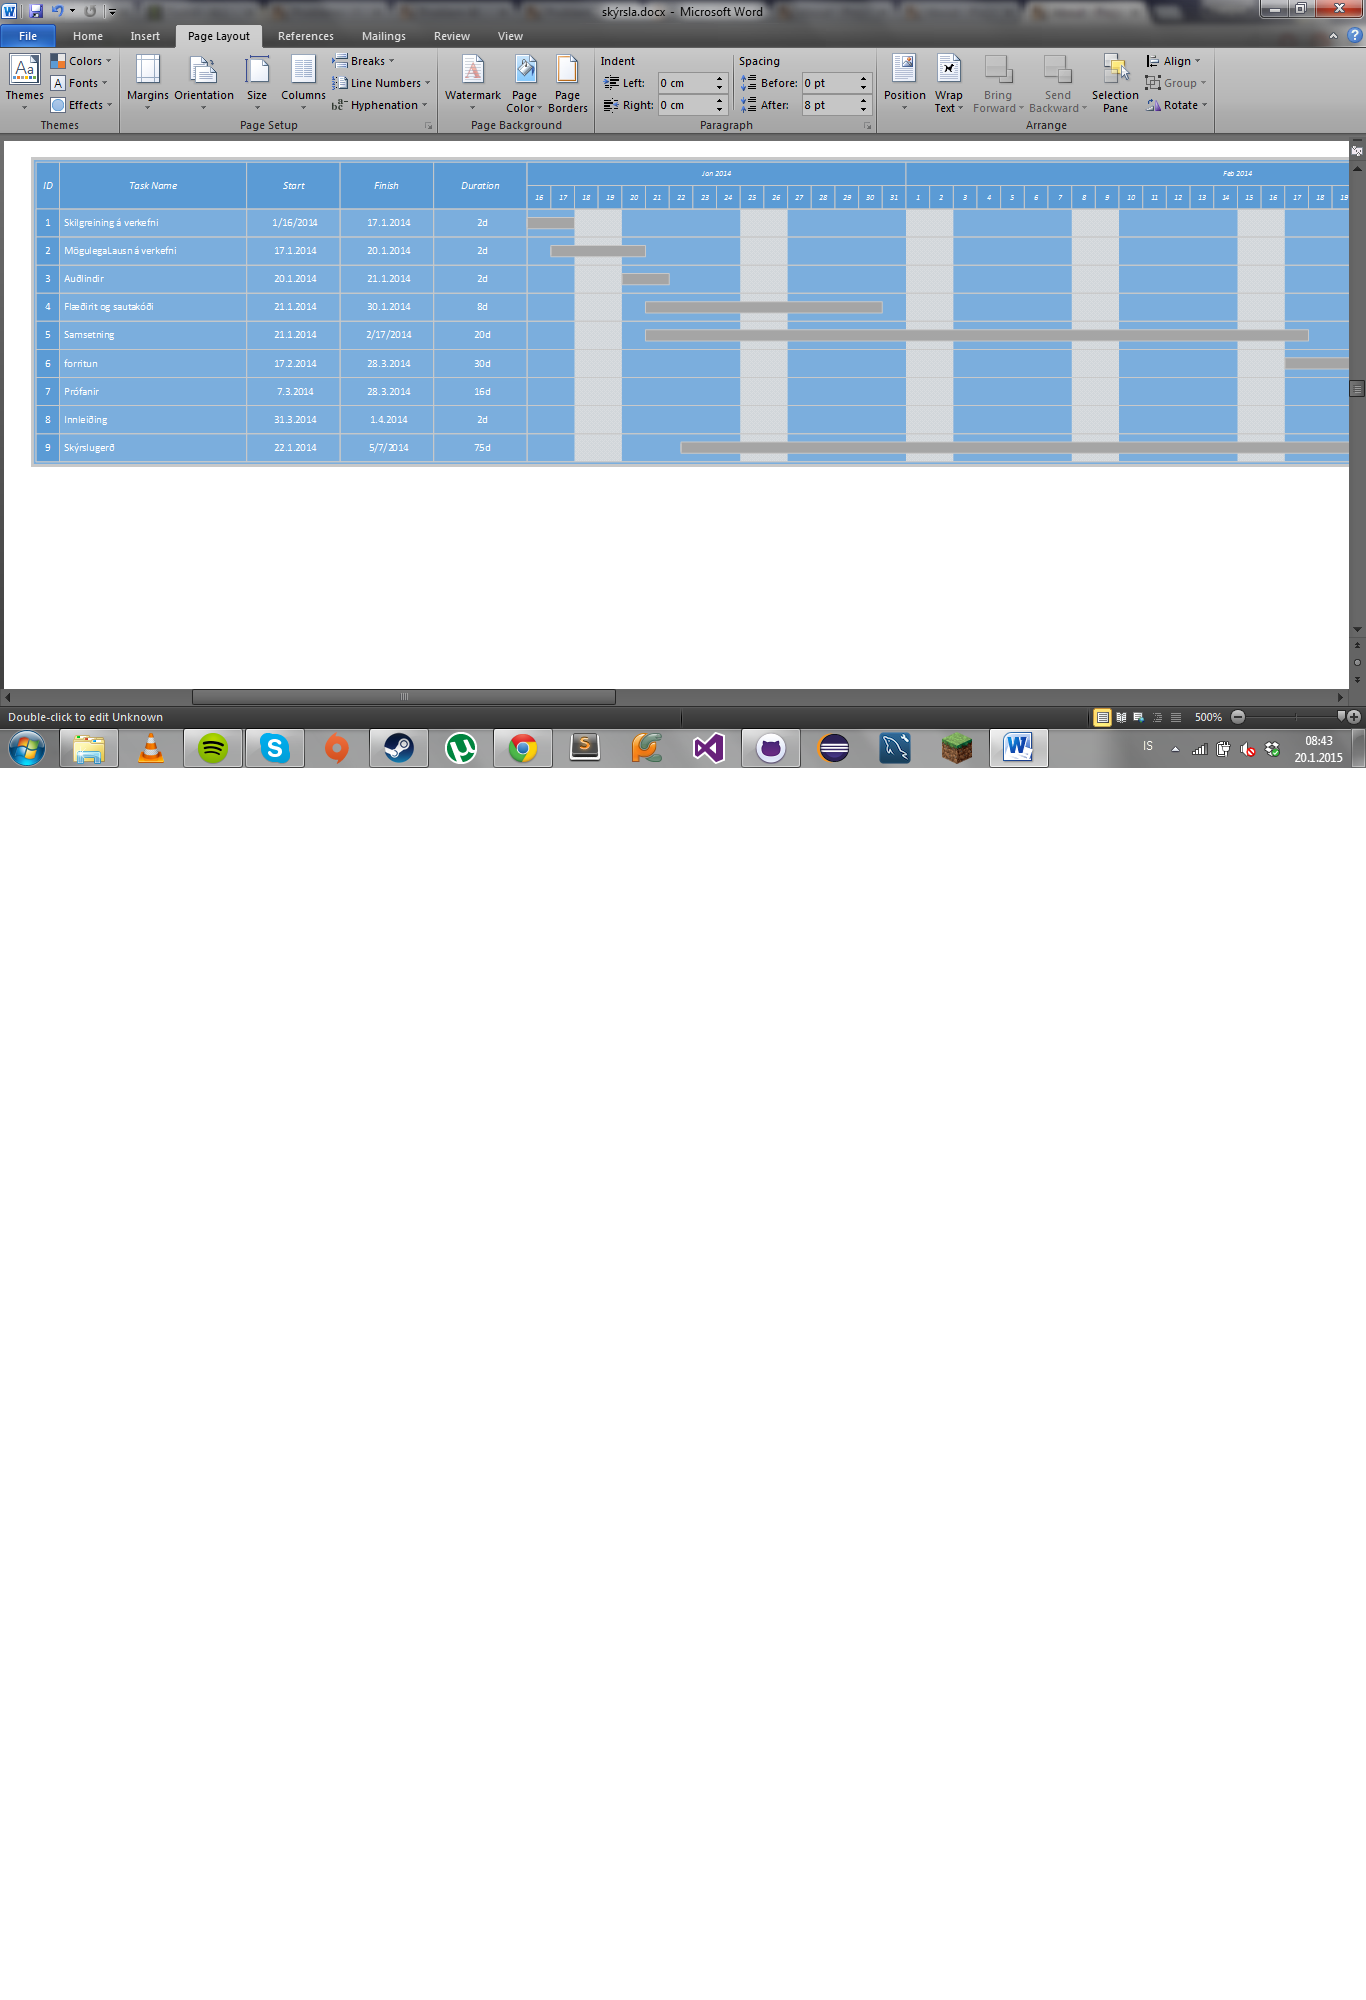 skýrsla.docx - Microsoft Word
File Home Insert Page Layout References Mailings Review View
Themes Colors Fonts Effects Themes
Margins Orientation Size Columns Breaks Line Numbers Hyphenation Page Setup
Watermark Page Color Page Borders Page Background
Indent Left: 0 cm Right: 0 cm Spacing Before: 0 pt After: 8 pt Paragraph
Position Wrap Text Bring Forward Send Backward Selection Pane Align Group Rotate Arrange
ID Task Name Start Finish Duration Jan 2014 Feb 2014
16 17 18 19 20 21 22 23 24 25 26 27 28 29 30 31 1 2 3 4 5 6 7 8 9 10 11 12 13 14 15 16 17 18 19
1 Skilgreining á verkefni 1/16/2014 17.1.2014 2d
2 MögulegaLausn á verkefni 17.1.2014 20.1.2014 2d
3 Auðlindir 20.1.2014 21.1.2014 2d
4 Flæðirit og sautakóði 21.1.2014 30.1.2014 8d
5 Samsetning 21.1.2014 2/17/2014 20d
6 forritun 17.2.2014 28.3.2014 30d
7 Prófanir 7.3.2014 28.3.2014 16d
8 Innleiðing 31.3.2014 1.4.2014 2d
9 Skýrslugerð 22.1.2014 5/7/2014 75d
Double-click to edit Unknown 500%
IS 08:43
20.1.2015